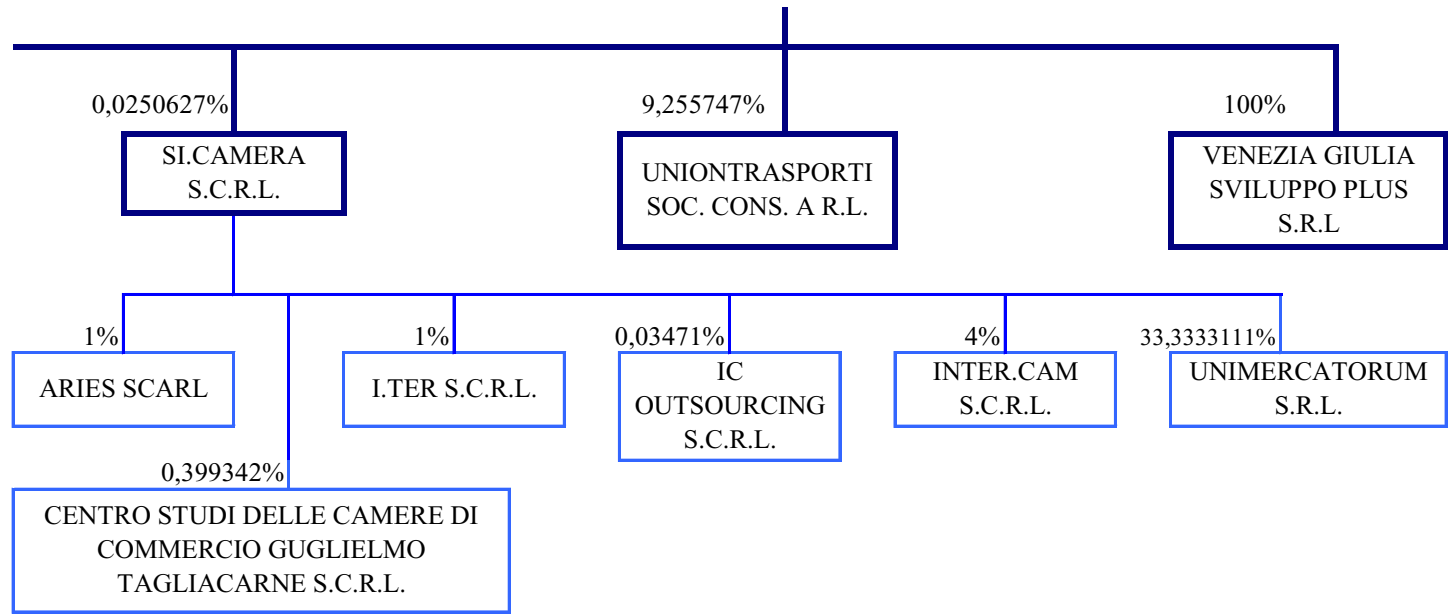 0,0250627%
9,255747%
100%
SI.CAMERA
S.C.R.L.
UNIONTRASPORTI
SOC. CONS. A R.L.
VENEZIA GIULIA
SVILUPPO PLUS
S.R.L
1%
1%
0,03471%
4%
33,3333111%
ARIES SCARL
I.TER S.C.R.L.
IC
OUTSOURCING
S.C.R.L.
INTER.CAM
S.C.R.L.
UNIMERCATORUM
S.R.L.
0,399342%
CENTRO STUDI DELLE CAMERE DI
COMMERCIO GUGLIELMO
TAGLIACARNE S.C.R.L.